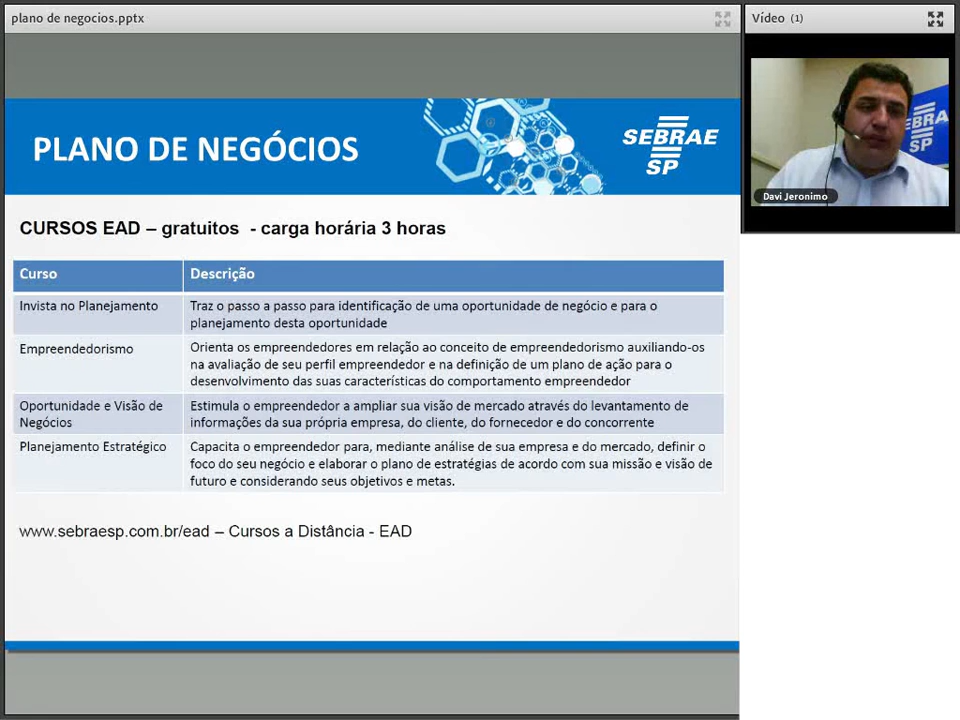 plano de negocios.pptx
Vídeo (1)
PLANO DE NEGÓCIOS
SEBRAE
SP
EBRA
SP
Davi Jeronimo
CURSOS EAD – gratuitos - carga horária 3 horas
Curso Descrição
Invista no Planejamento Traz o passo a passo para identificação de uma oportunidade de negócio e para o
planejamento desta oportunidade
Empreendedorismo Orienta os empreendedores em relação ao conceito de empreendedorismo auxiliando-os
na avaliação de seu perfil empreendedor e na definição de um plano de ação para o
desenvolvimento das suas características do comportamento empreendedor
Oportunidade e Visão de Estimula o empreendedor a ampliar sua visão de mercado através do levantamento de
Negócios informações da sua própria empresa, do cliente, do fornecedor e do concorrente
Planejamento Estratégico Capacita o empreendedor para, mediante análise de sua empresa e do mercado, definir o
foco do seu negócio e elaborar o plano de estratégias de acordo com sua missão e visão de
futuro e considerando seus objetivos e metas.
www.sebraesp.com.br/ead – Cursos a Distância - EAD